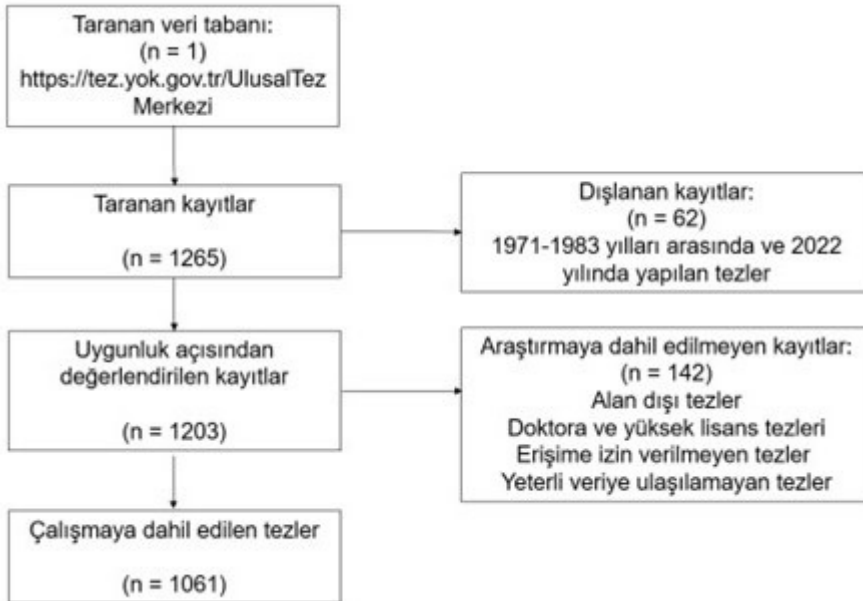 Taranan veri tabanı:
(n = 1)
https://tez.yok.gov.tr/UlusalTez
Merkezi
Taranan kayıtlar
(n = 1265)
Dışlanan kayıtlar:
(n = 62)
1971-1983 yılları arasında ve 2022
yılında yapılan tezler
Uygunluk açısından
değerlendirilen kayıtlar
(n = 1203)
Araştırmaya dahil edilmeyen kayıtlar:
(n = 142)
Alan dışı tezler
Doktora ve yüksek lisans tezleri
Erişime izin verilmeyen tezler
Yeterli veriye ulaşılamayan tezler
Çalışmaya dahil edilen tezler
(n = 1061)